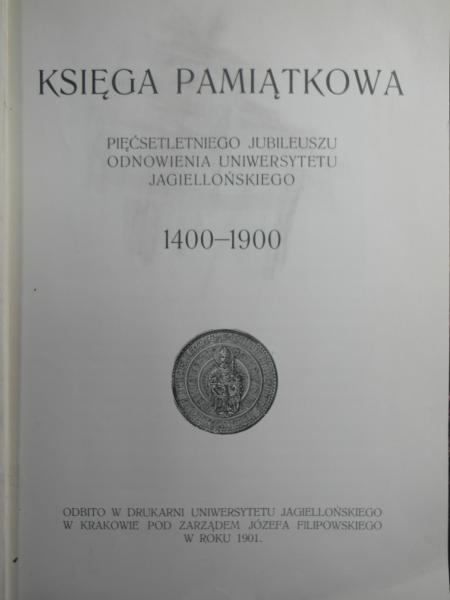 KSIĘGA PAMIĄTKOWA
PIĘĆSETLETNIEGO JUBILEUSZU
ODNOWIENIA UNIWERSYTETU
JAGIELLOŃSKIEGO
1400–1900
ODBITO W DRUKARNI UNIWERSYTETU JAGIELLOŃSKIEGO
W KRAKOWIE POD ZARZĄDEM JÓZEFA FILIPOWSKIEGO
W ROKU 1901.